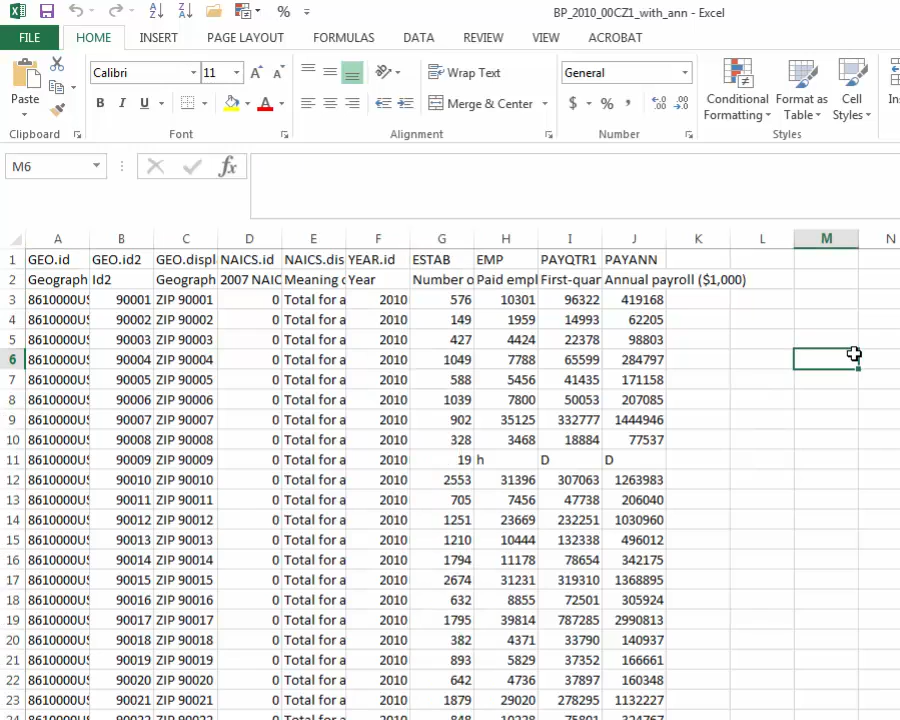 BP_2010_00CZ1_with_ann - Excel
FILE HOME INSERT PAGE LAYOUT FORMULAS DATA REVIEW VIEW ACROBAT
Calibri 11 Wrap Text General
Paste B I U Merge & Center $ % Conditional Formatting Format as Table Cell Styles
Clipboard Font Alignment Number Styles
M6 fx
A B C D E F G H I J K L M N
1 GEO.id GEO.id2 GEO.displ NAICS.id NAICS.dis YEAR.id ESTAB EMP PAYQTR1 PAYANN
2 Geograph Id2 Geograph 2007 NAIC Meaning o Year Number o Paid empl First-quar Annual payroll ($1,000)
3 8610000US 90001 ZIP 90001 0 Total for a 2010 576 10301 96322 419168
4 8610000US 90002 ZIP 90002 0 Total for a 2010 149 1959 14993 62205
5 8610000US 90003 ZIP 90003 0 Total for a 2010 427 4424 22378 98803
6 8610000US 90004 ZIP 90004 0 Total for a 2010 1049 7788 65599 284797
7 8610000US 90005 ZIP 90005 0 Total for a 2010 588 5456 41435 171158
8 8610000US 90006 ZIP 90006 0 Total for a 2010 1039 7800 50053 207085
9 8610000US 90007 ZIP 90007 0 Total for a 2010 902 35125 332777 1444946
10 8610000US 90008 ZIP 90008 0 Total for a 2010 328 3468 18884 77537
11 8610000US 90009 ZIP 90009 0 Total for a 2010 19 h D D
12 8610000US 90010 ZIP 90010 0 Total for a 2010 2553 31396 307063 1263983
13 8610000US 90011 ZIP 90011 0 Total for a 2010 705 7456 47738 206040
14 8610000US 90012 ZIP 90012 0 Total for a 2010 1251 23669 232251 1030960
15 8610000US 90013 ZIP 90013 0 Total for a 2010 1210 10444 132338 496012
16 8610000US 90014 ZIP 90014 0 Total for a 2010 1794 11178 78654 342175
17 8610000US 90015 ZIP 90015 0 Total for a 2010 2674 31231 319310 1368895
18 8610000US 90016 ZIP 90016 0 Total for a 2010 632 8855 72501 305924
19 8610000US 90017 ZIP 90017 0 Total for a 2010 1795 39814 787285 2990813
20 8610000US 90018 ZIP 90018 0 Total for a 2010 382 4371 33790 140937
21 8610000US 90019 ZIP 90019 0 Total for a 2010 893 5829 37352 166661
22 8610000US 90020 ZIP 90020 0 Total for a 2010 642 4736 37297 160348
23 8610000US 90021 ZIP 90021 0 Total for a 2010 1879 29020 278295 1132227